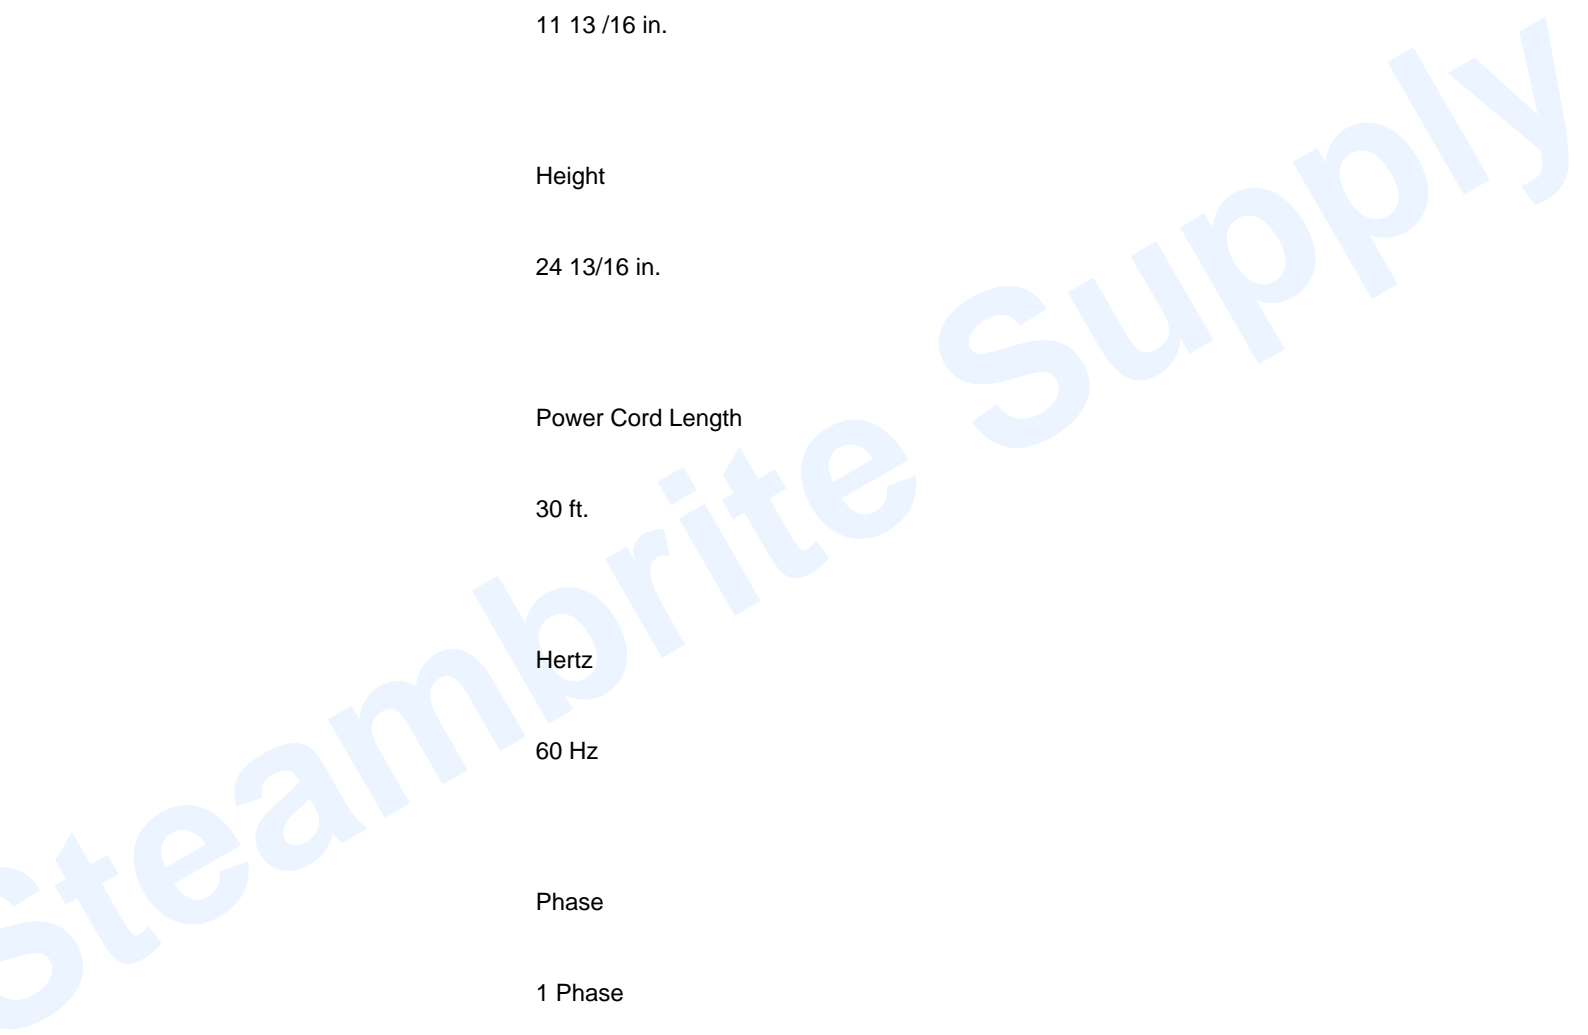 11 13 /16 in.
Height
24 13/16 in.
Power Cord Length
30 ft.
Hertz
60 Hz
Phase
1 Phase
Steambrite Supply